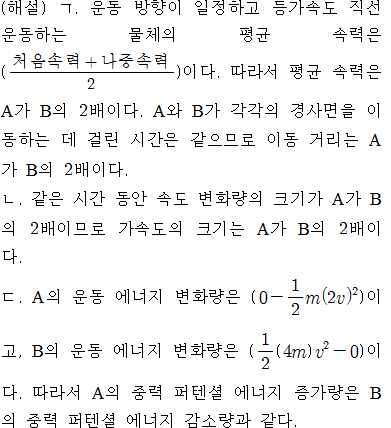 (해설) ㄱ. 운동 방향이 일정하고 등가속도 직선
운동하는 물체의 평균 속력은
(\frac{처음속력+나중속력}{2})이다. 따라서 평균 속력은
A가 B의 2배이다. A와 B가 각각의 경사면을 이
동하는 데 걸린 시간은 같으므로 이동 거리는 A
가 B의 2배이다.
ㄴ. 같은 시간 동안 속도 변화량의 크기가 A가 B
의 2배이므로 가속도의 크기는 A가 B의 2배이
다.
ㄷ. A의 운동 에너지 변화량은 (0-\frac{1}{2}m(2v)^2)이
고, B의 운동 에너지 변화량은 (\frac{1}{2}(4m)v^2-0)이
다. 따라서 A의 중력 퍼텐셜 에너지 증가량은 B
의 중력 퍼텐셜 에너지 감소량과 같다.